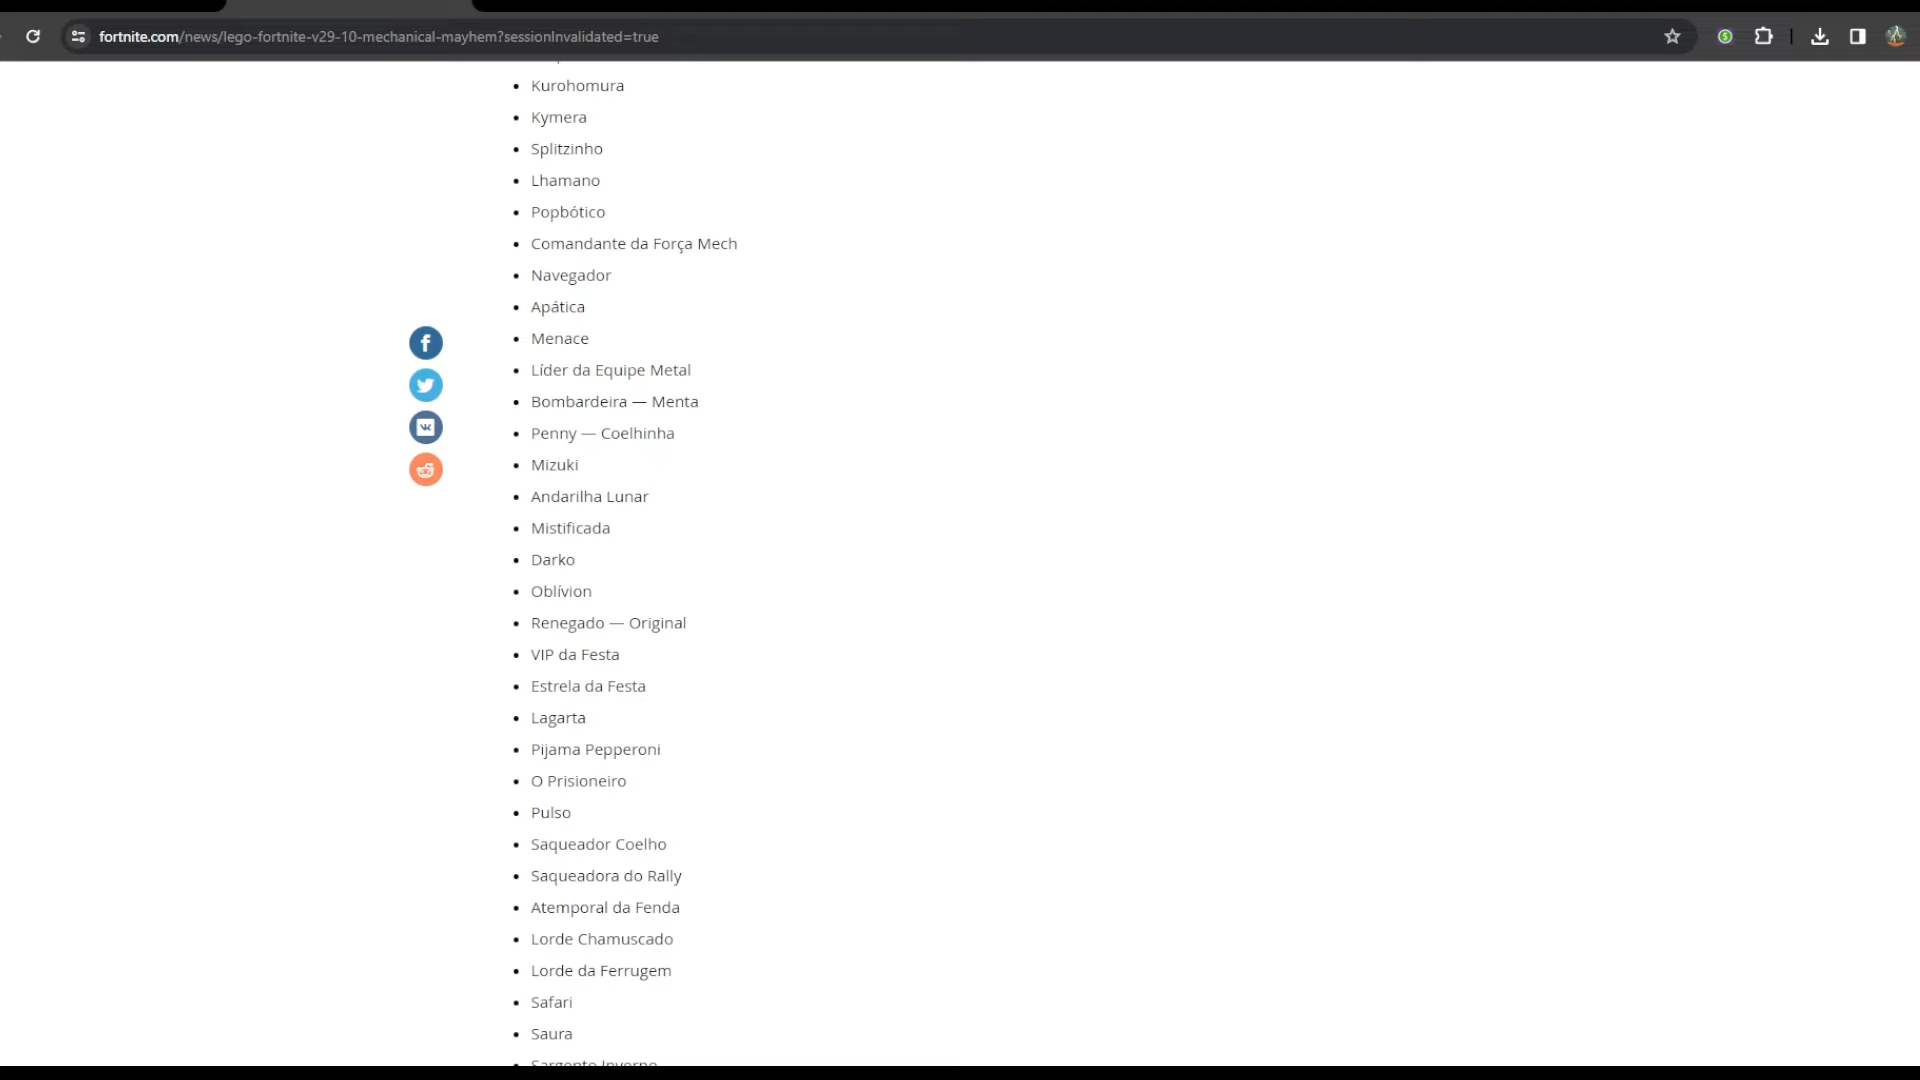 fortnite.com/news/lego-fortnite-v29-10-mechanical-mayhem?sessionInvalidated=true
Kurohomura
Kymera
Splitzinho
Lhamano
Popbótico
Comandante da Força Mech
Navegador
Apática
Menace
Líder da Equipe Metal
Bombardeira — Menta
Penny — Coelhinha
Mizuki
Andarilha Lunar
Mistificada
Darko
Oblívion
Renegado — Original
VIP da Festa
Estrela da Festa
Lagarta
Pijama Pepperoni
O Prisioneiro
Pulso
Saqueador Coelho
Saqueadora do Rally
Atemporal da Fenda
Lorde Chamuscado
Lorde da Ferrugem
Safari
Saura
Sargento Inverno